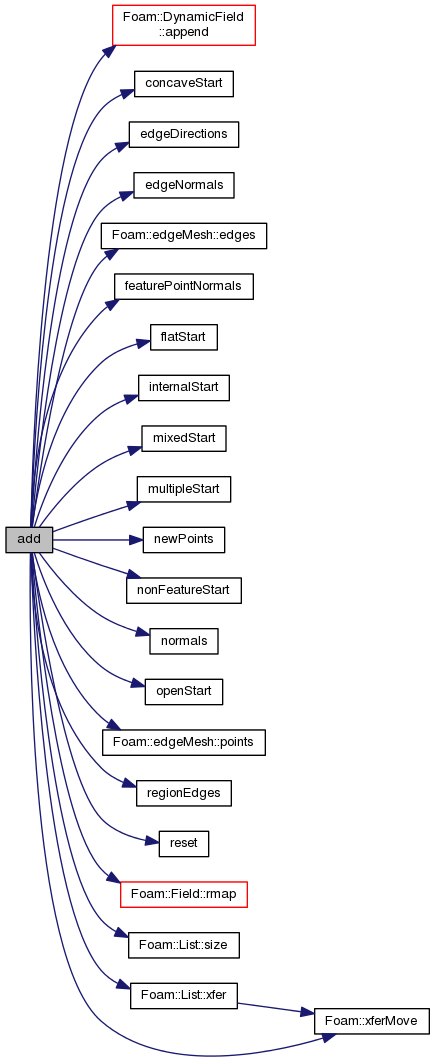 Foam::DynamicField
::append
concaveStart
edgeDirections
edgeNormals
Foam::edgeMesh::edges
featurePointNormals
flatStart
internalStart
mixedStart
multipleStart
add
newPoints
nonFeatureStart
normals
openStart
Foam::edgeMesh::points
regionEdges
reset
Foam::Field::rmap
Foam::List::size
Foam::List::xfer
Foam::xferMove